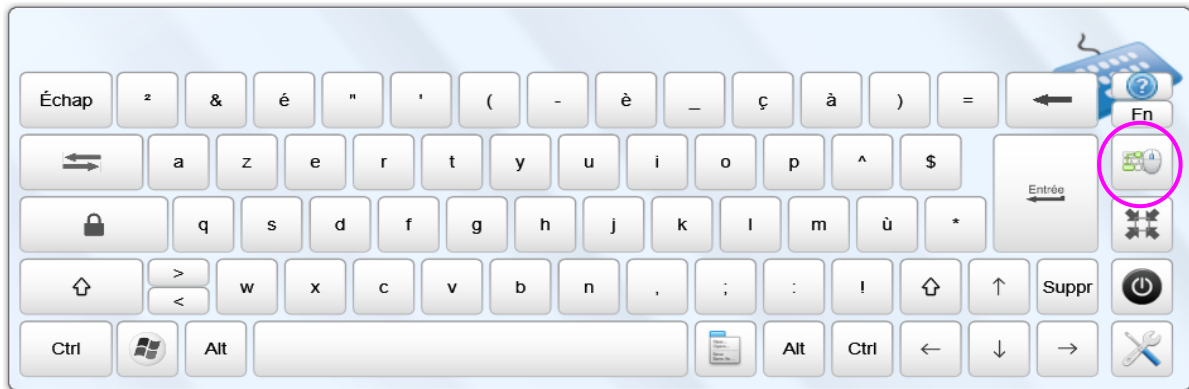 Échap ² & é " ' ( - è _ ç à ) = Fn
a z e r t y u i o p ^ $ Entrée
q s d f g h j k l m ù *
> < w x c v b n , ; : ! Suppr
Ctrl Alt Alt Ctrl